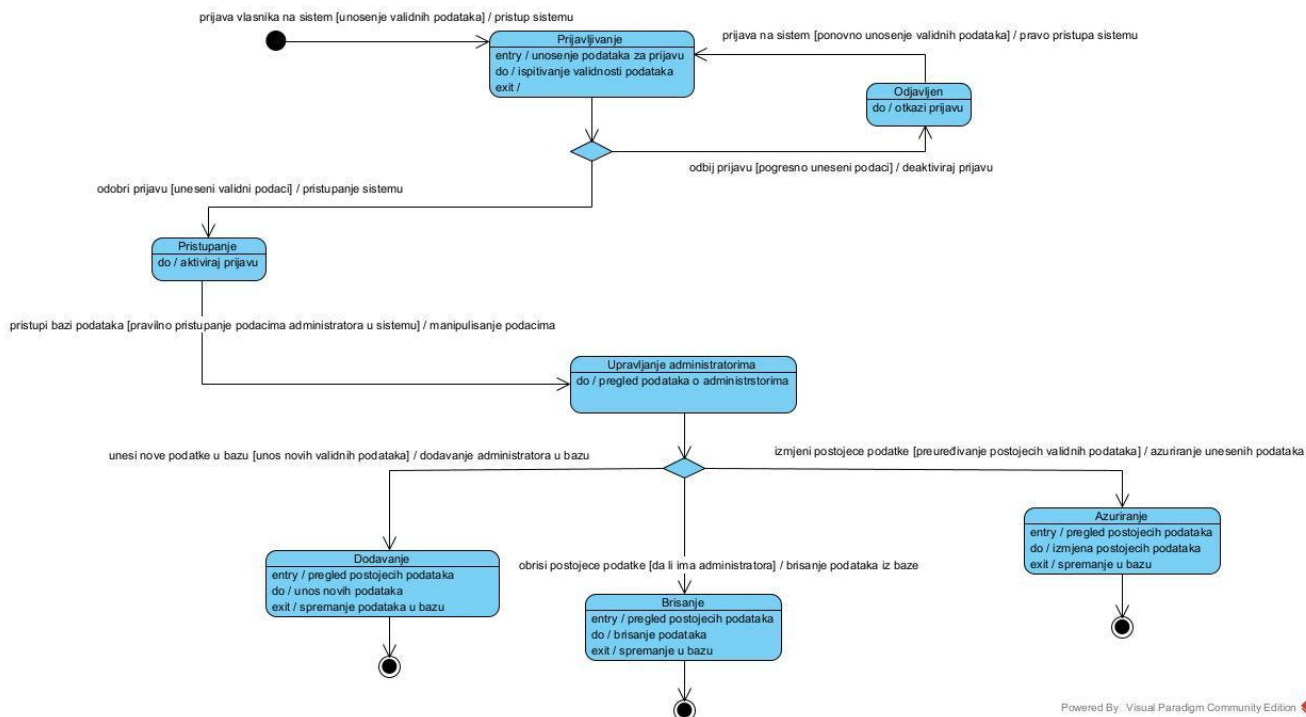 prijava vlasnika na sistem [unosenje validnih podataka] / pristup sistemu
Prijavljivanje
entry / unosenje podataka za prijavu
do / ispitivanje validnosti podataka
exit /
prijava na sistem [ponovno unosenje validnih podataka] / pravo pristupa sistemu
Odjavljen
do / otkazi prijavu
odbij prijavu [pogresno uneseni podaci] / deaktiviraj prijavu
odobri prijavu [uneseni validni podaci] / pristupanje sistemu
Pristupanje
do / aktiviraj prijavu
pristupi bazi podataka [pravilno pristupanje podacima administratora u sistemu] / manipulisanje podacima
Upravljanje administratorima
do / pregled podataka o administrstorima
unesi nove podatke u bazu [unos novih validnih podataka] / dodavanje administratora u bazu
izmjeni postojece podatke [preuređivanje postojecih validnih podataka] / azuriranje unesenih podataka
Azuriranje
entry / pregled postojecih podataka
do / izmjena postojecih podataka
exit / spremanje u bazu
Dodavanje
entry / pregled postojecih podataka
do / unos novih podataka
exit / spremanje podataka u bazu
obrisi postojece podatke [da li ima administratora] / brisanje podataka iz baze
Brisanje
entry / pregled postojecih podataka
do / brisanje podataka
exit / spremanje u bazu
Powered By: Visual Paradigm Community Edition